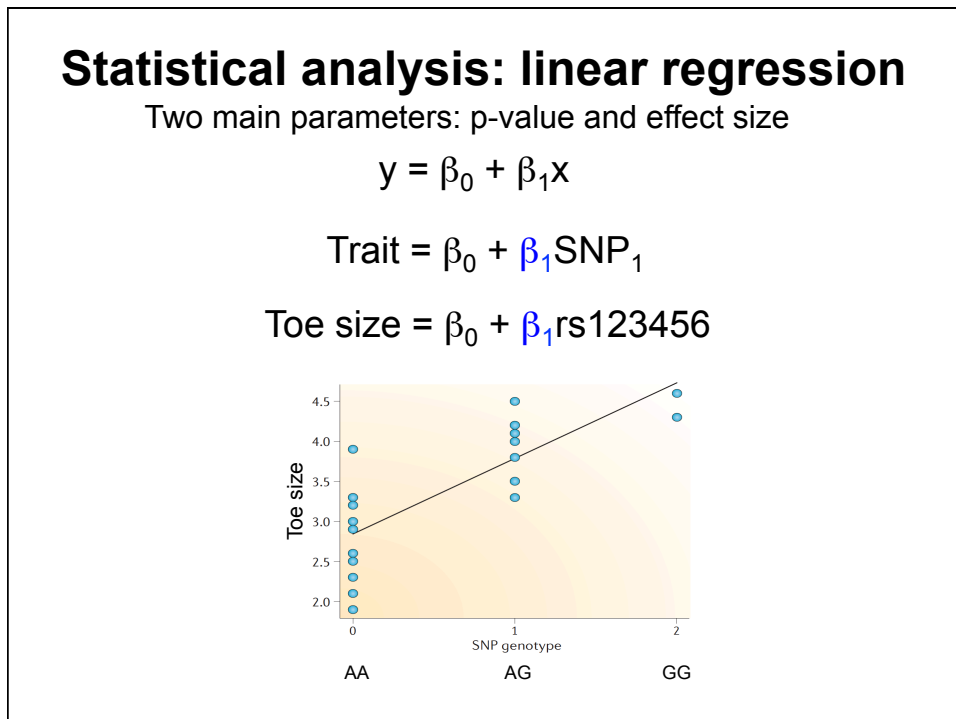 Statistical analysis: linear regression
Two main parameters: p-value and effect size
y = β₀ + β₁x
Trait = β₀ + β₁SNP₁
Toe size = β₀ + β₁rs123456
Toe size
4.5
4.0
3.5
3.0
2.5
2.0
0 1 2
SNP genotype
AA AG GG